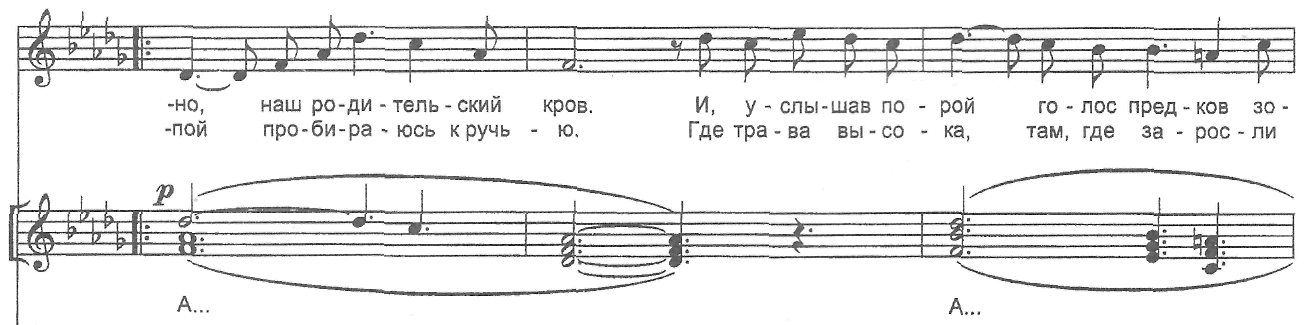 -но, наш ро-ди-тель-ский кров. И, у-слы-шав по-рой го-лос пред-ков зо-
-пой про-би-ра-юсь к ручь-ю. Где тра-ва вы-со-ка, там, где за-рос-ли
p
А... А...